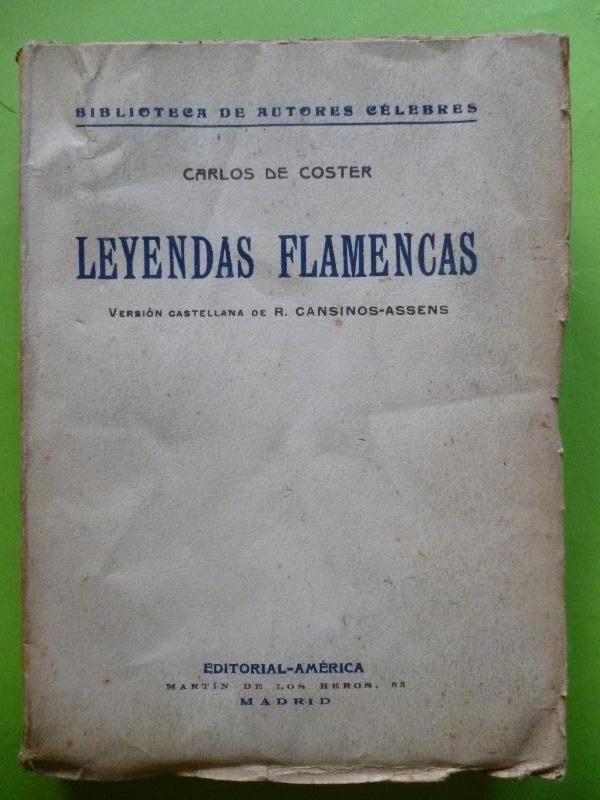 BIBLIOTECA DE AUTORES CÉLEBRES
CARLOS DE COSTER
LEYENDAS FLAMENCAS
VERSIÓN CASTELLANA DE R. CANSINOS-ASSENS
EDITORIAL-AMÉRICA
MARTÍN DE LOS HEROS, 83
MADRID